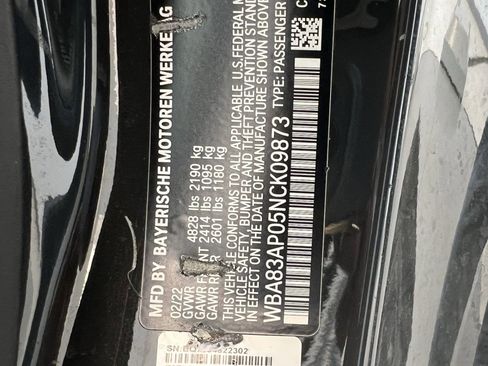 MFD BY BAYERISCHE MOTOREN WERKE AG
02/22
GVWR 4828 lbs 2190 kg
GAWR FRONT 2414 lbs 1095 kg
GAWR REAR 2601 lbs 1180 kg
THIS VEHICLE CONFORMS TO ALL APPLICABLE U.S. FEDERAL
VEHICLE SAFETY, BUMPER AND THEFT PREVENTION STANDARDS
IN EFFECT ON THE DATE OF MANUFACTURE SHOWN ABOVE
WBA83AP05NCK09873 TYPE: PASSENGER